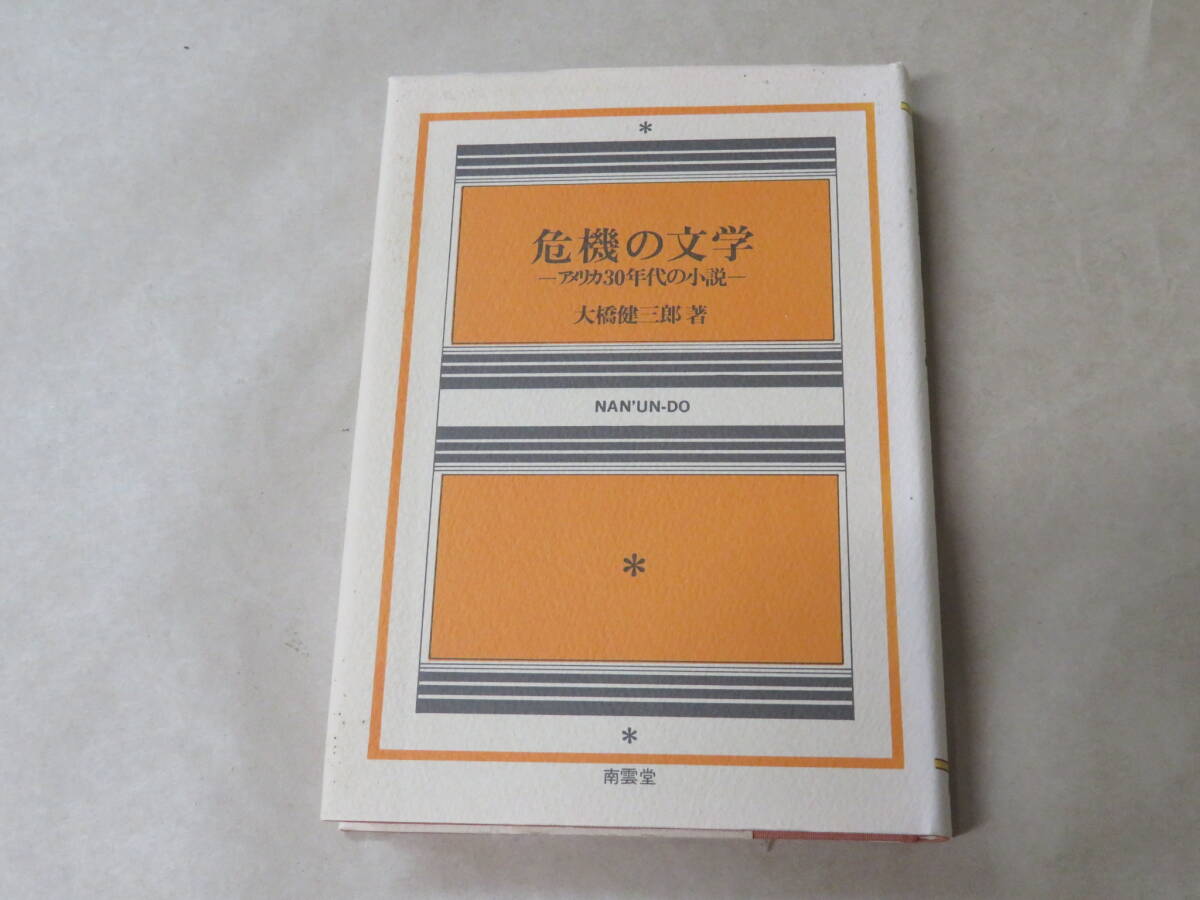 *
危機の文学
—アメリカ30年代の小説—
大橋健三郎 著
NAN'UN-DO
*
*
南雲堂